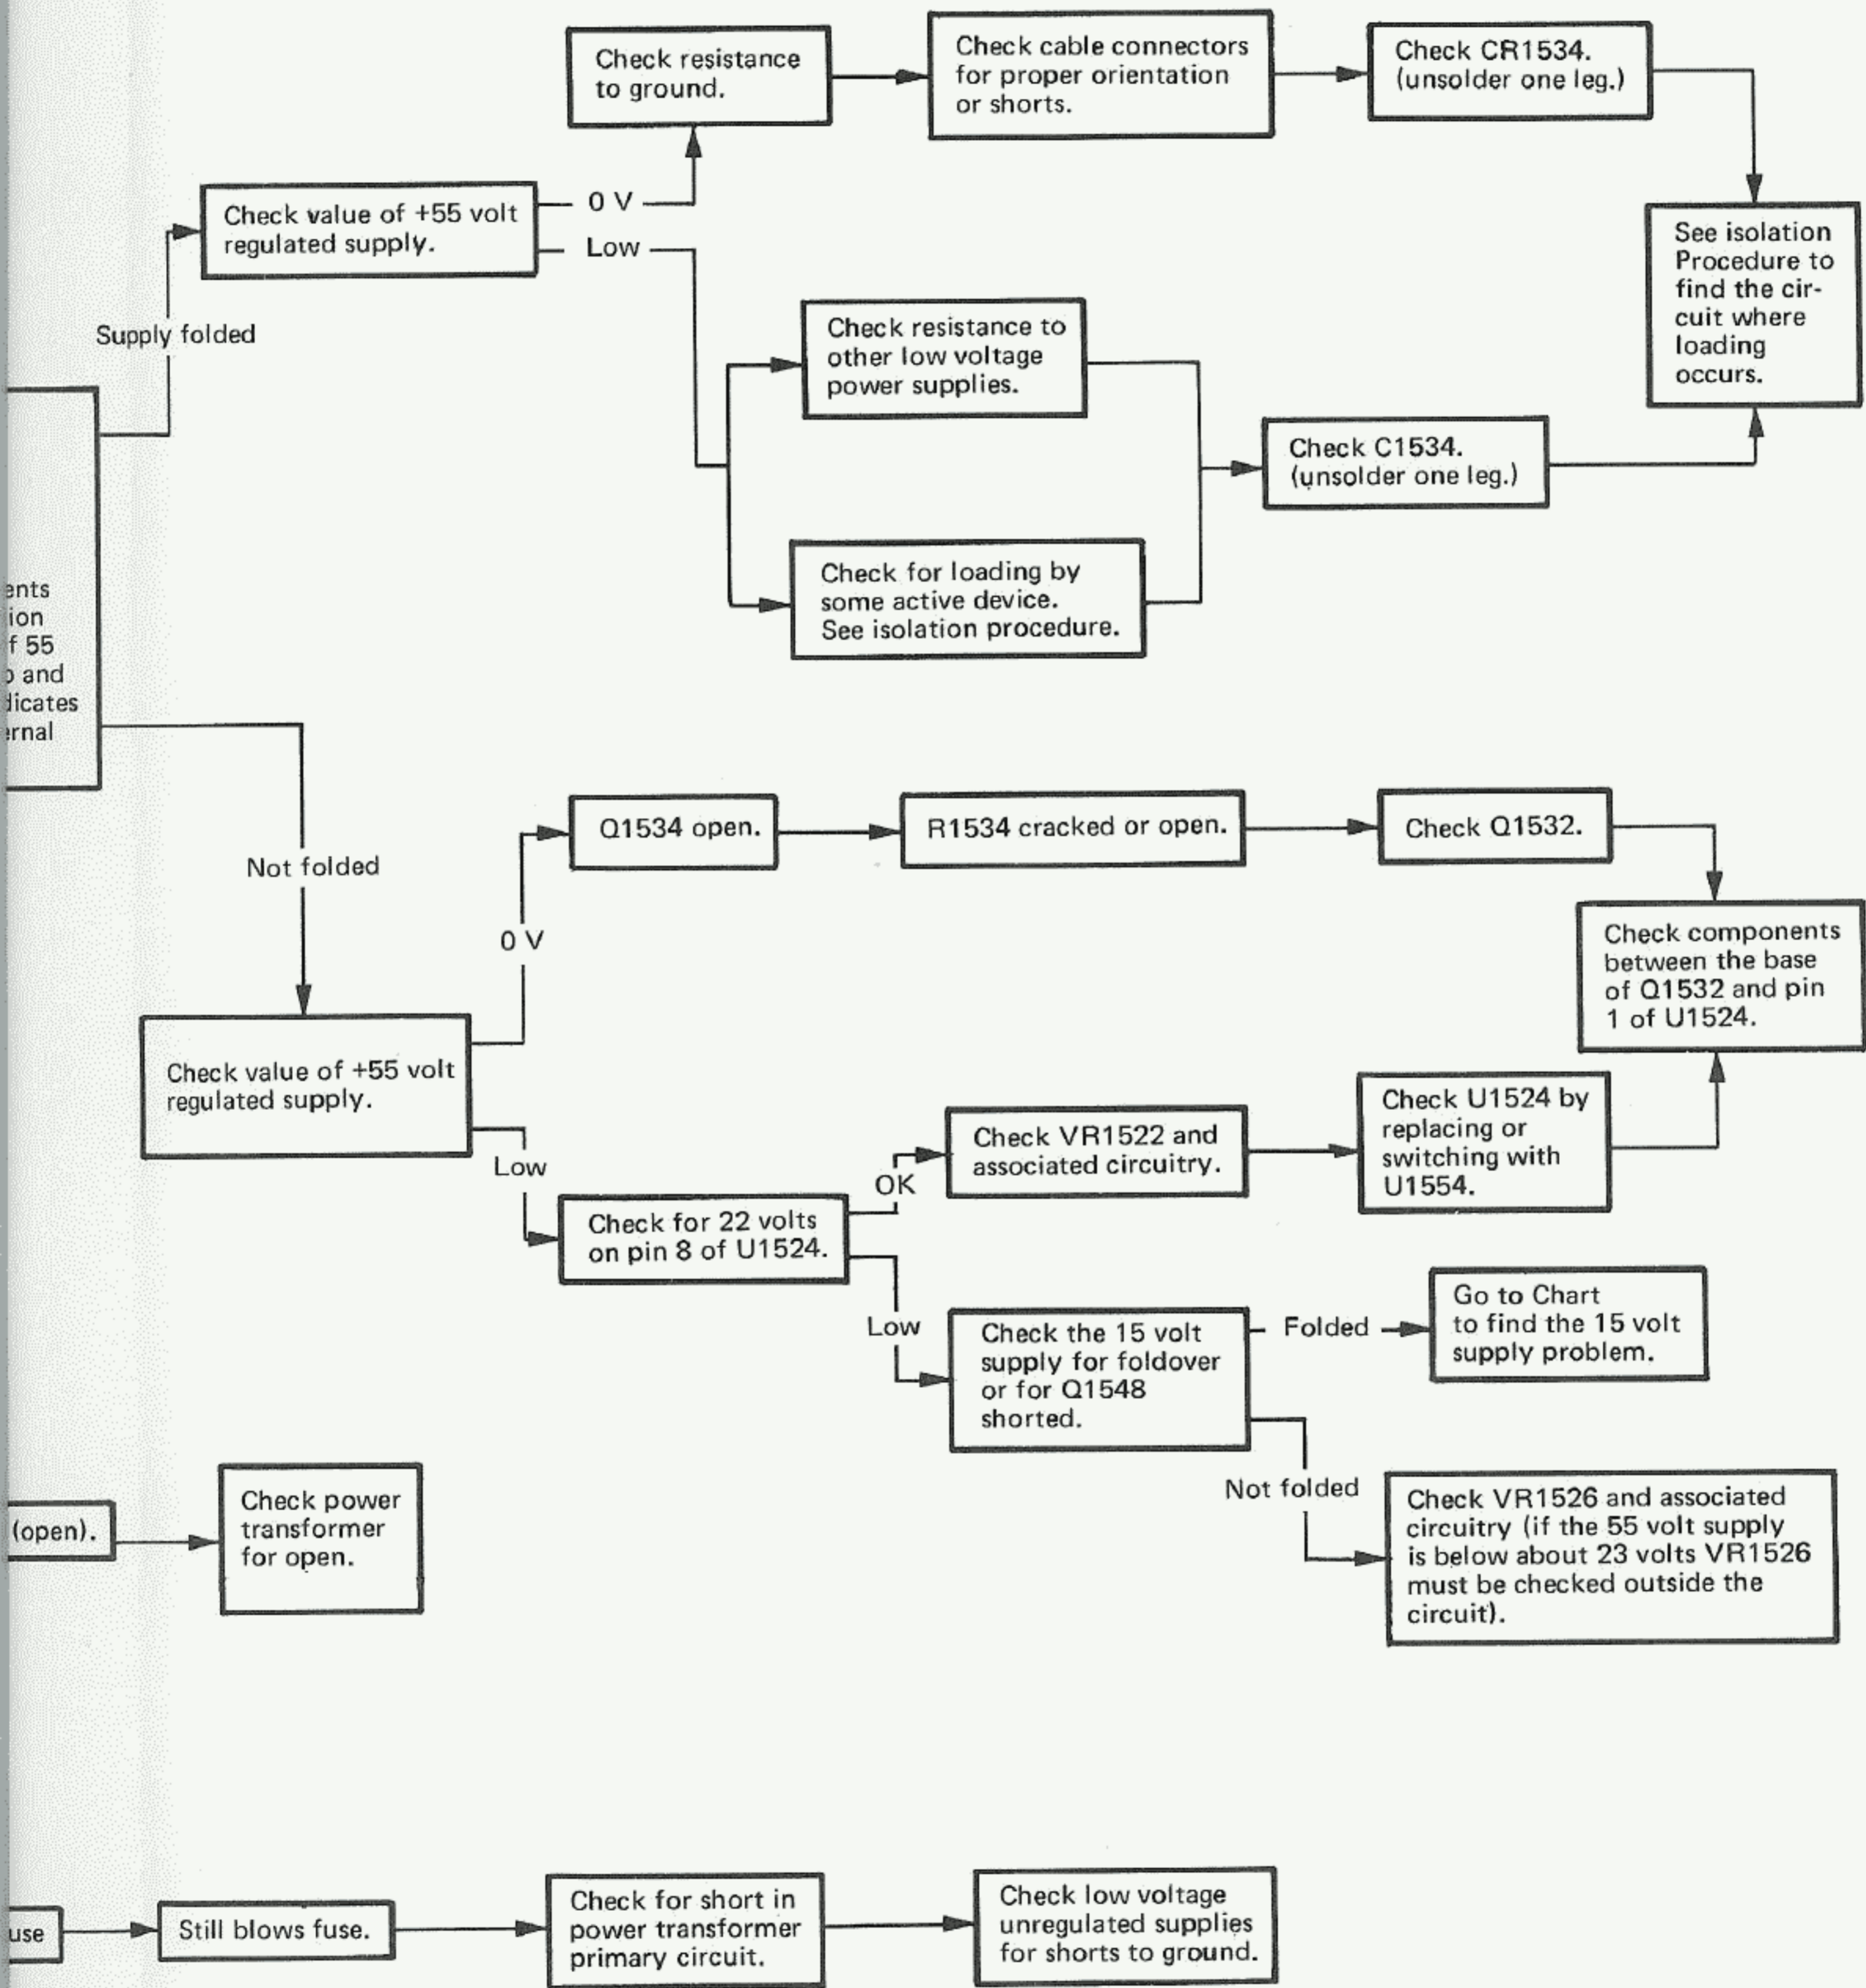 Check resistance
to ground.
Check cable connectors
for proper orientation
or shorts.
Check CR1534.
(unsolder one leg.)
Check value of +55 volt
regulated supply.
0 V
Low
See isolation
Procedure to
find the cir-
cuit where
loading
occurs.
Supply folded
Check resistance to
other low voltage
power supplies.
Check C1534.
(unsolder one leg.)
Check for loading by
some active device.
See isolation procedure.
ents
ion
f 55
and
dicates
ernal
Not folded
Q1534 open.
R1534 cracked or open.
Check Q1532.
0 V
Check components
between the base
of Q1532 and pin
1 of U1524.
Check value of +55 volt
regulated supply.
Low
Check for 22 volts
on pin 8 of U1524.
OK
Check VR1522 and
associated circuitry.
Check U1524 by
replacing or
switching with
U1554.
Low
Check the 15 volt
supply for foldover
or for Q1548
shorted.
Folded
Go to Chart
to find the 15 volt
supply problem.
Not folded
Check VR1526 and associated
circuitry (if the 55 volt supply
is below about 23 volts VR1526
must be checked outside the
circuit).
(open).
Check power
transformer
for open.
use
Still blows fuse.
Check for short in
power transformer
primary circuit.
Check low voltage
unregulated supplies
for shorts to ground.